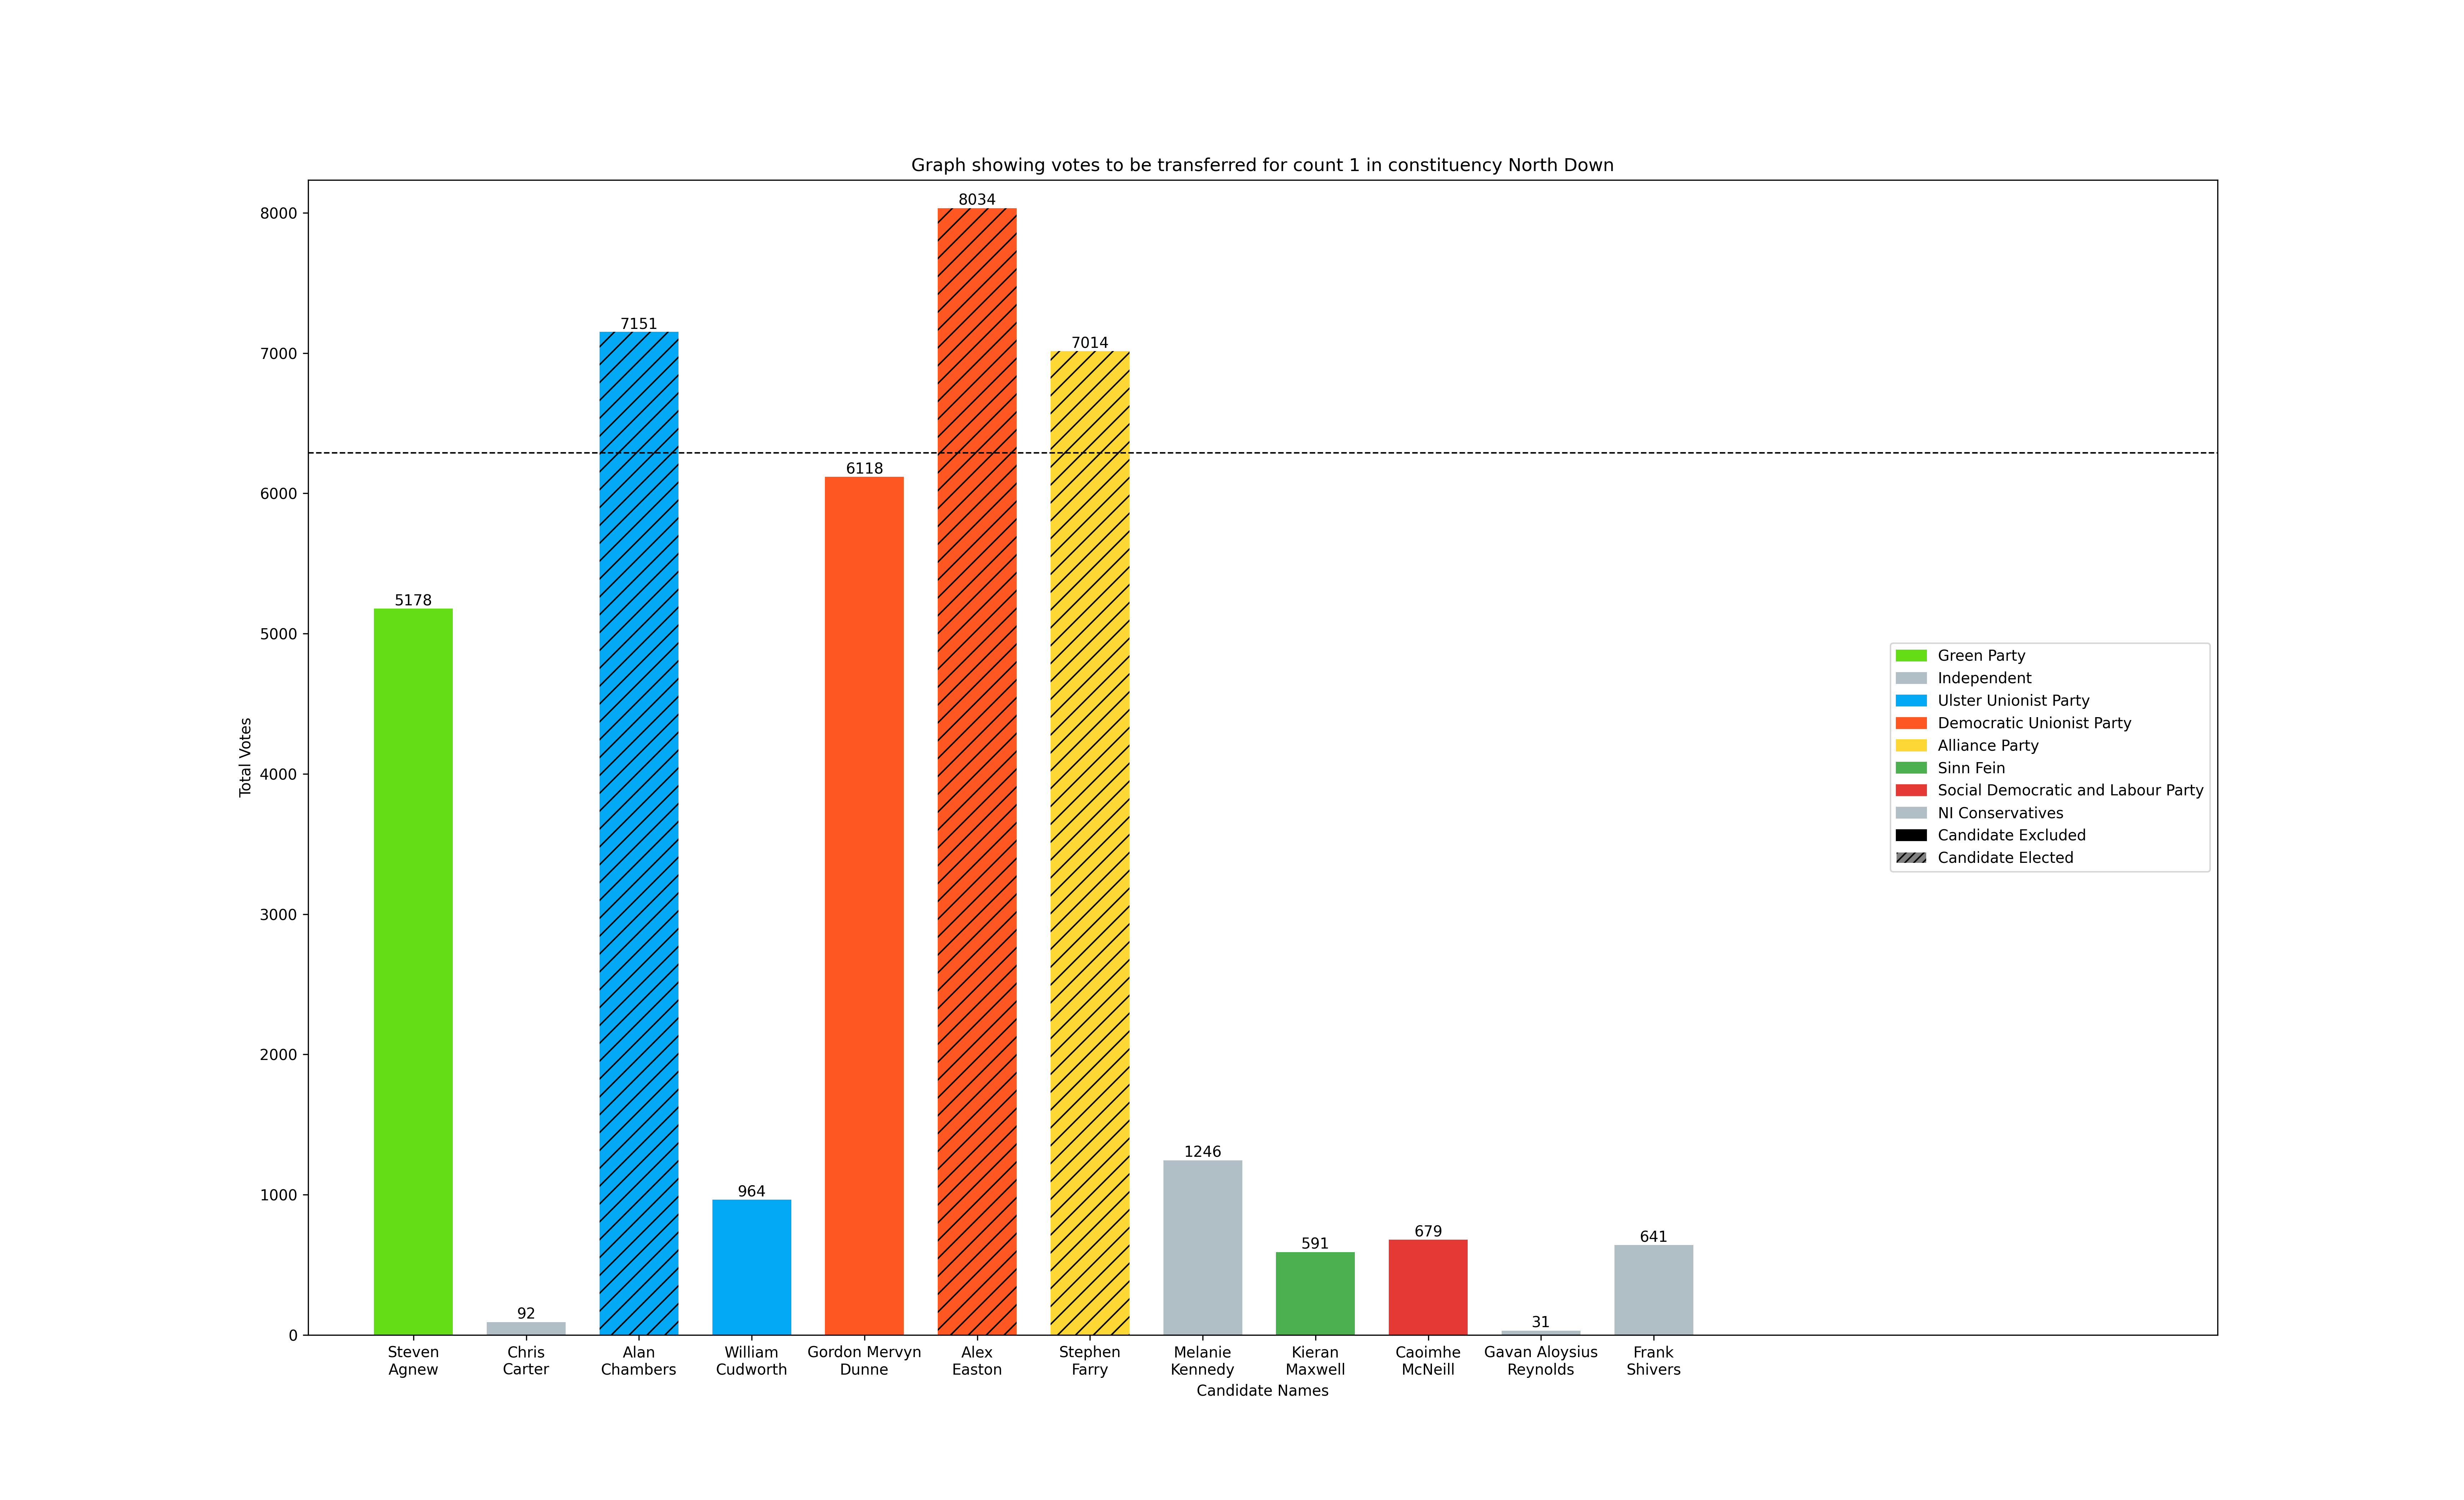 Graph showing votes to be transferred for count 1 in constituency North Down
8000
7000
6000
5000
4000
3000
2000
1000
0
Total Votes
5178
92
7151
964
6118
8034
7014
1246
591
679
31
641
Steven
Agnew
Chris
Carter
Alan
Chambers
William
Cudworth
Gordon Mervyn
Dunne
Alex
Easton
Stephen
Farry
Melanie
Kennedy
Kieran
Maxwell
Caoimhe
McNeill
Gavan Aloysius
Reynolds
Frank
Shivers
Candidate Names
Green Party
Independent
Ulster Unionist Party
Democratic Unionist Party
Alliance Party
Sinn Fein
Social Democratic and Labour Party
NI Conservatives
Candidate Excluded
Candidate Elected